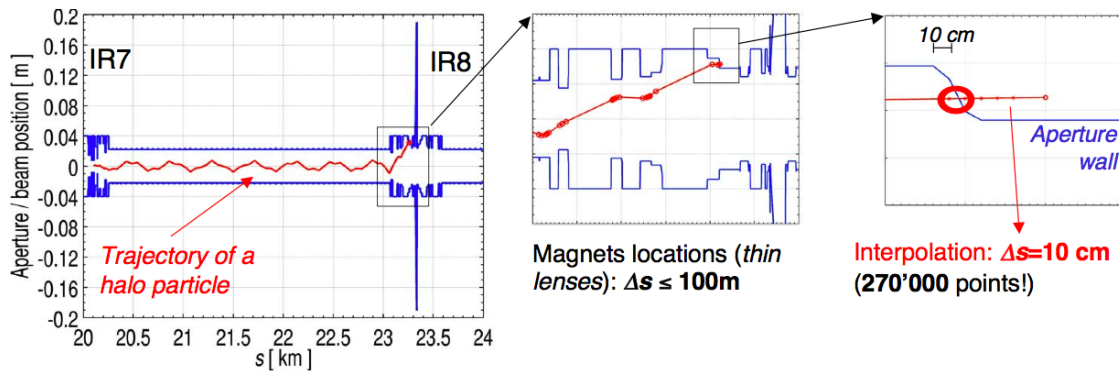 Aperture / beam position [ m ]
0.2
0.16
0.12
0.08
0.04
0
-0.04
-0.08
-0.12
-0.16
-0.2
IR7
IR8
Trajectory of a
halo particle
20 20.5 21 21.5 22 22.5 23 23.5 24
s [ km ]
Magnets locations (thin
lenses): Δs ≤ 100m
10 cm
Aperture
wall
Interpolation: Δs=10 cm
(270'000 points!)